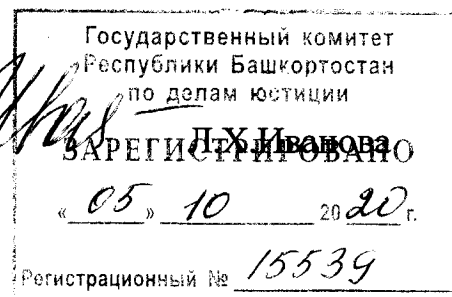 Государственный комитет
Республики Башкортостан
по делам юстиции
Л.Х.Иванова
ЗАРЕГИСТРИРОВАНО
« 05 » 10 2020 г.
Регистрационный № 15539